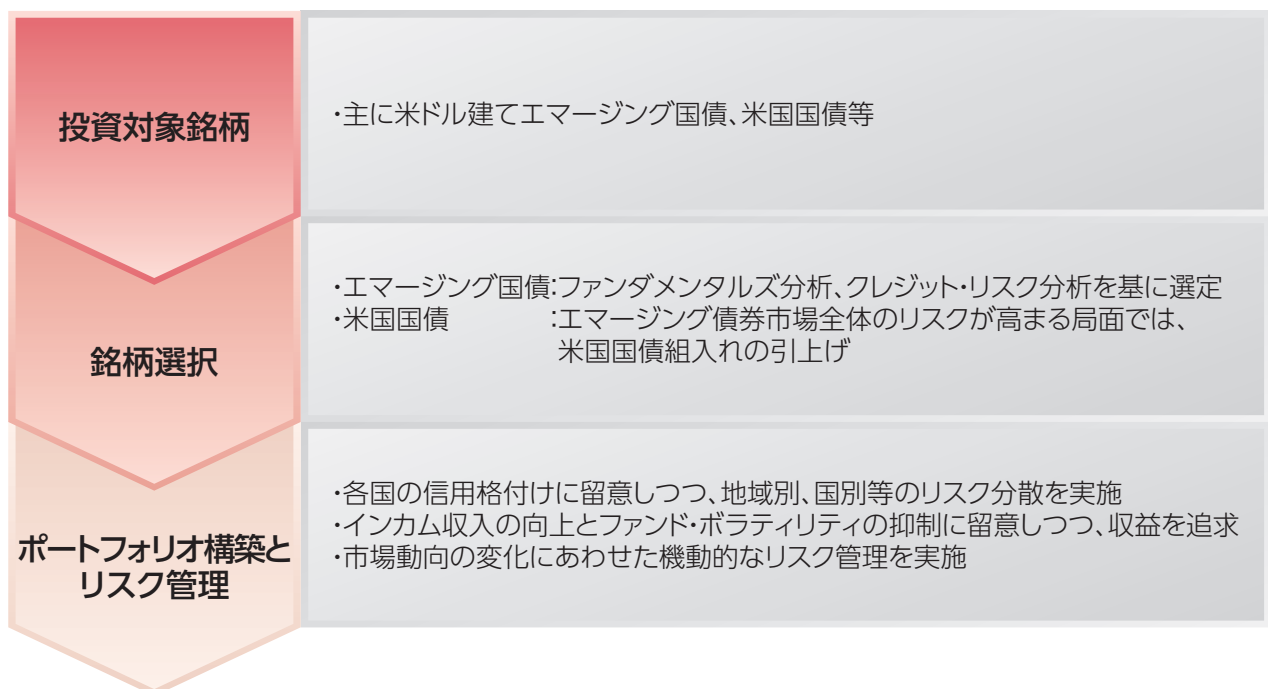 投資対象銘柄
・主に米ドル建てエマージング国債、米国国債等
銘柄選択
・エマージング国債:ファンダメンタルズ分析、クレジット・リスク分析を基に選定
・米国国債　　　　:エマージング債券市場全体のリスクが高まる局面では、
米国国債組入れの引上げ
ポートフォリオ構築と
リスク管理
・各国の信用格付けに留意しつつ、地域別、国別等のリスク分散を実施
・インカム収入の向上とファンド・ボラティリティの抑制に留意しつつ、収益を追求
・市場動向の変化にあわせた機動的なリスク管理を実施